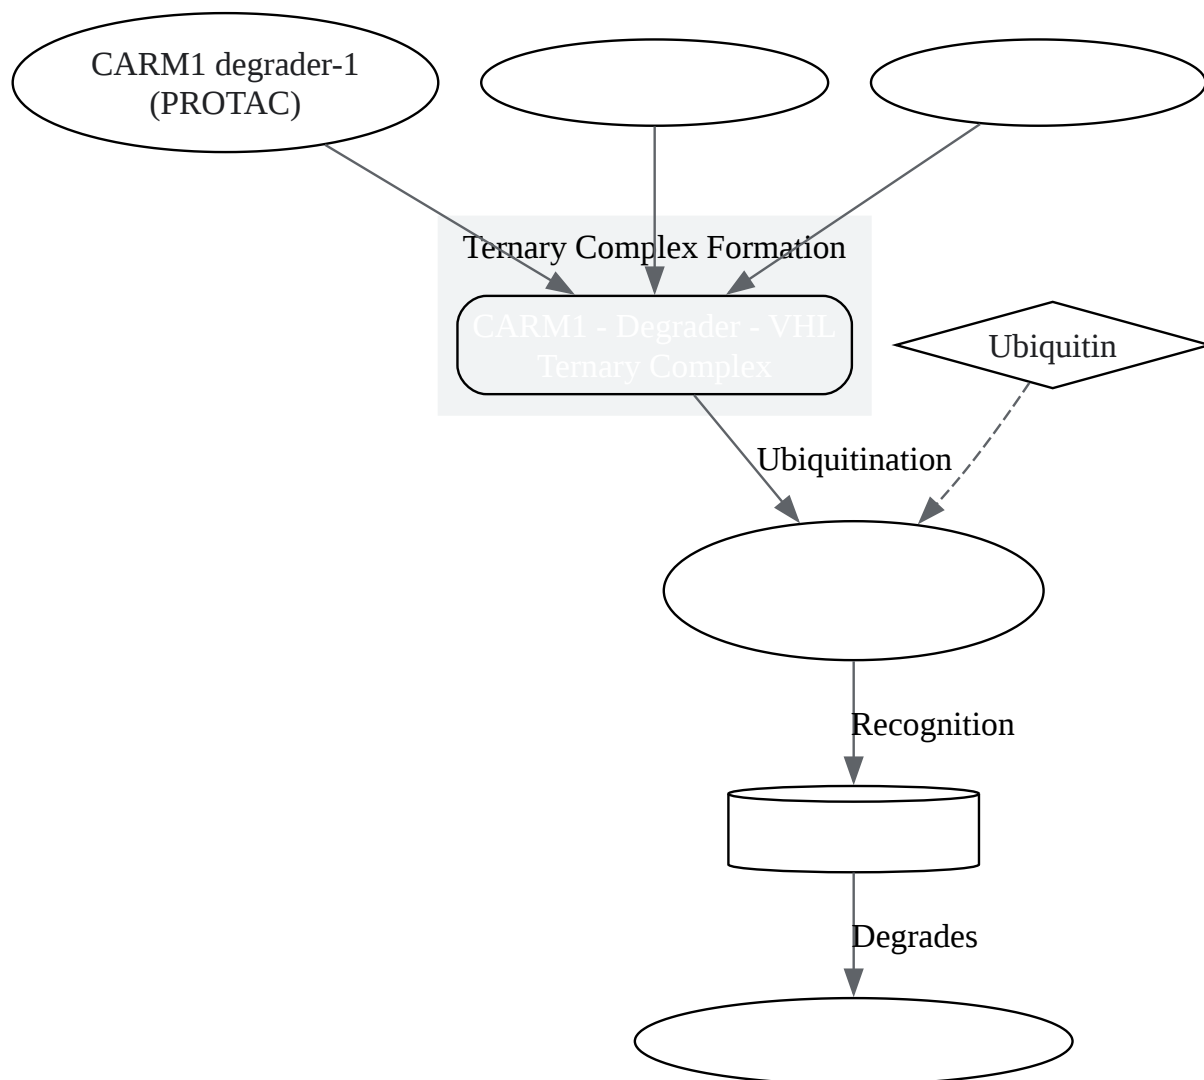 CARM1 degrader-1
(PROTAC)
Ternary Complex Formation
CARM1 - Degrader - VHL
Ternary Complex
Ubiquitin
Ubiquitination
Recognition
Degrades